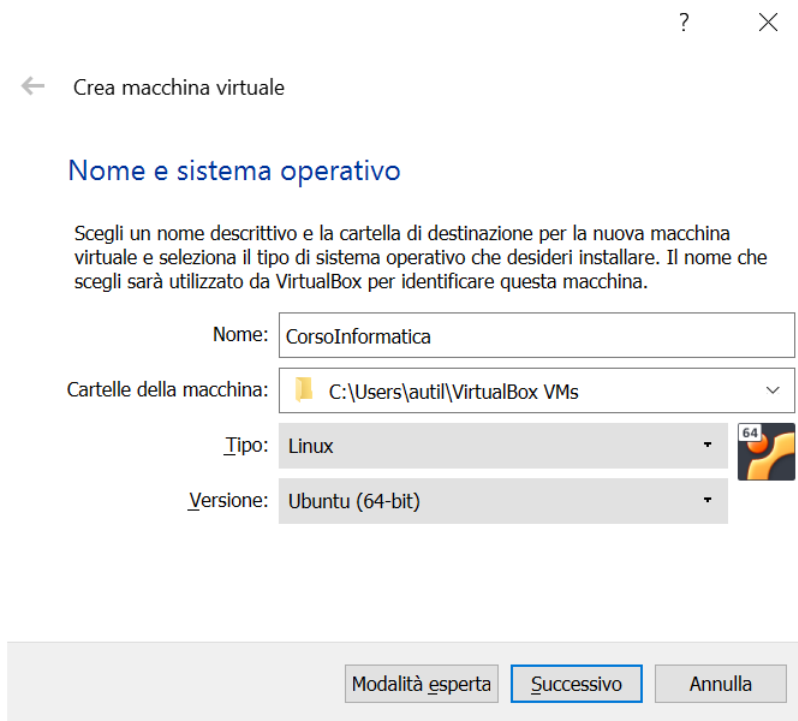 ?
Crea macchina virtuale
Nome e sistema operativo
Scegli un nome descrittivo e la cartella di destinazione per la nuova macchina
virtuale e seleziona il tipo di sistema operativo che desideri installare. Il nome che
scegli sarà utilizzato da VirtualBox per identificare questa macchina.
Nome: CorsoInformatica
Cartelle della macchina: C:\Users\autil\VirtualBox VMs
Tipo: Linux
64
Versione: Ubuntu (64-bit)
Modalità esperta Successivo Annulla